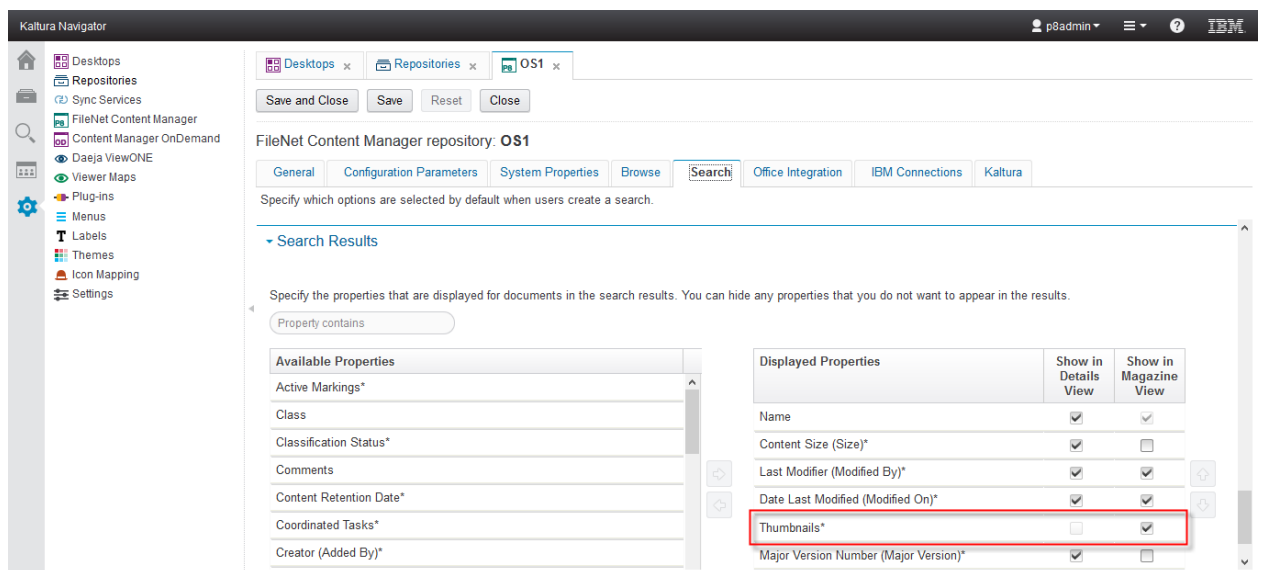 Kaltura Navigator
p8admin
?
IBM
Desktops
Repositories
Sync Services
FileNet Content Manager
Content Manager OnDemand
Daeja ViewONE
Viewer Maps
Plug-ins
Menus
Labels
Themes
Icon Mapping
Settings
Desktops x Repositories x P8 OS1 x
Save and Close Save Reset Close
FileNet Content Manager repository: OS1
General Configuration Parameters System Properties Browse Search Office Integration IBM Connections Kaltura
Specify which options are selected by default when users create a search.
Search Results
Specify the properties that are displayed for documents in the search results. You can hide any properties that you do not want to appear in the results.
Property contains
Available Properties
Active Markings*
Class
Classification Status*
Comments
Content Retention Date*
Coordinated Tasks*
Creator (Added By)*
Displayed Properties
Show in Details View
Show in Magazine View
Name
Content Size (Size)*
Last Modifier (Modified By)*
Date Last Modified (Modified On)*
Thumbnails*
Major Version Number (Major Version)*